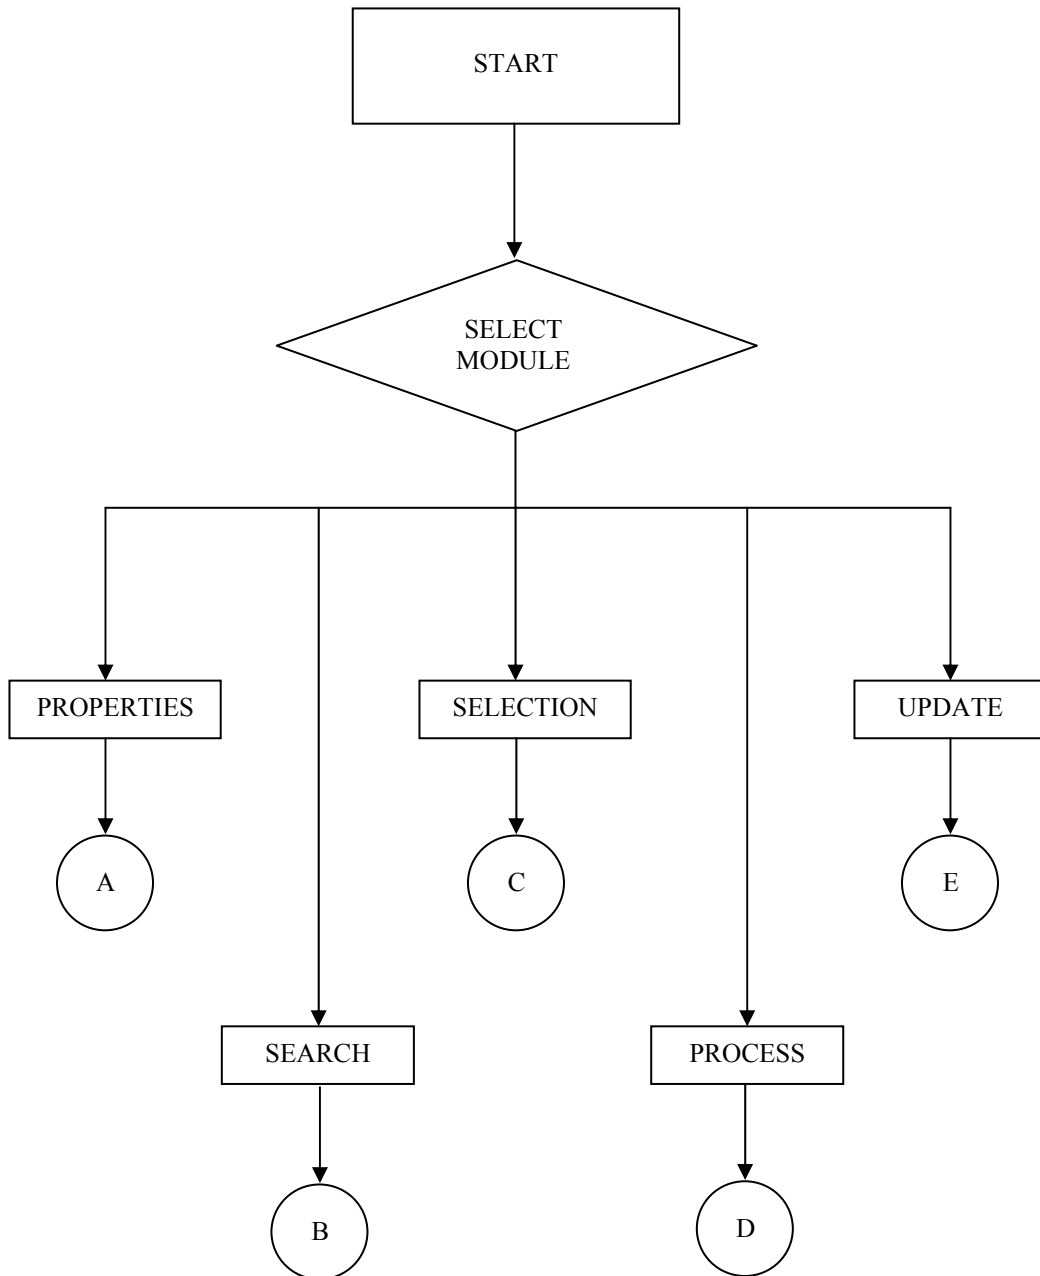 START
SELECT
MODULE
PROPERTIES
SELECTION
UPDATE
A
C
E
SEARCH
PROCESS
B
D